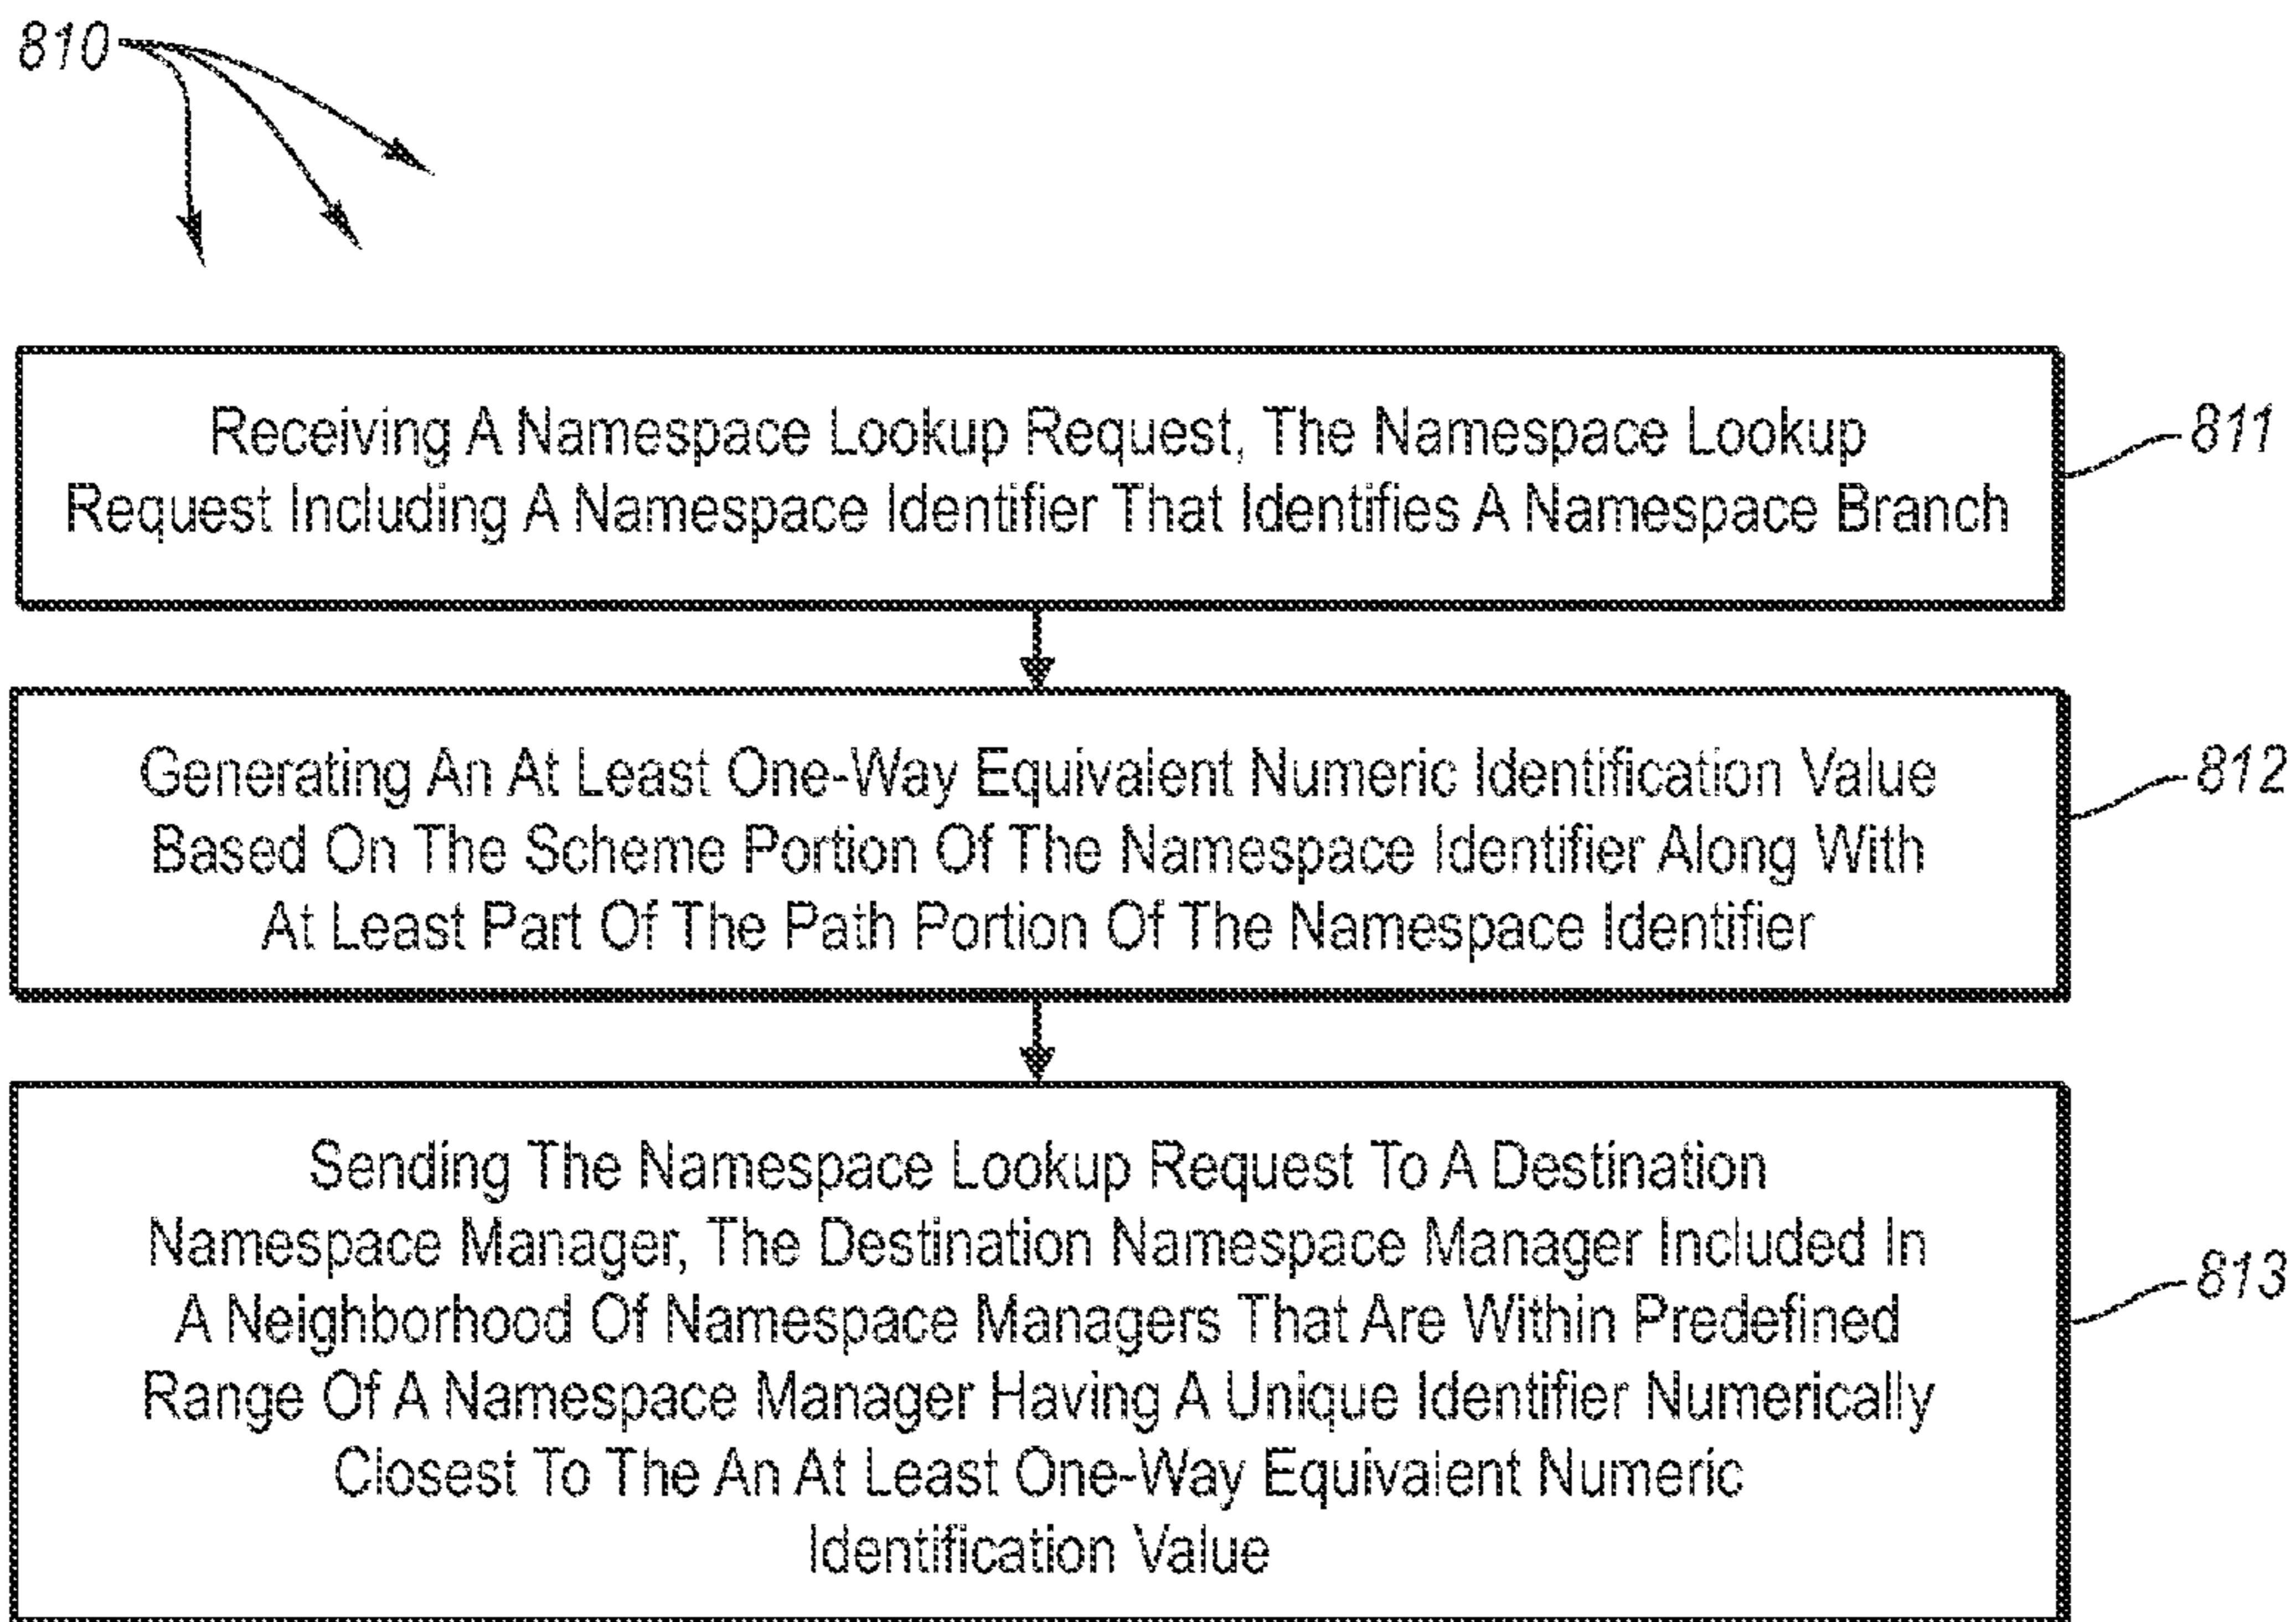 810
Receiving A Namespace Lookup Request, The Namespace Lookup
Request Including A Namespace Identifier That Identifies A Namespace Branch
811
Generating An At Least One-Way Equivalent Numeric Identification Value
Based On The Scheme Portion Of The Namespace Identifier Along With
At Least Part Of The Path Portion Of The Namespace Identifier
812
Sending The Namespace Lookup Request To A Destination
Namespace Manager, The Destination Namespace Manager Included In
A Neighborhood Of Namespace Managers That Are Within Predefined
Range Of A Namespace Manager Having A Unique Identifier Numerically
Closest To The An At Least One-Way Equivalent Numeric
Identification Value
813